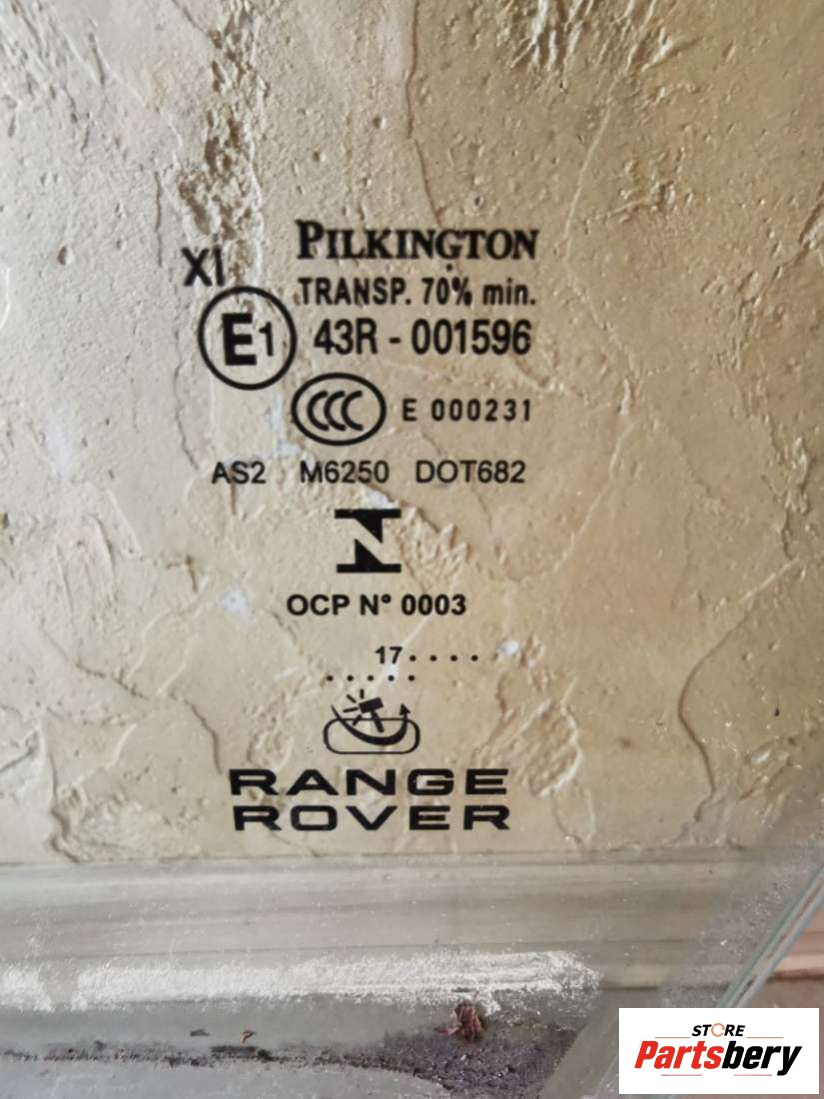 PILKINGTON
XI
TRANSP. 70% min.
E1 43R - 001596
CCC E 000231
AS2 M6250 DOT682
OCP N° 0003
17....
.....
RANGE
ROVER
STORE
Partsbery